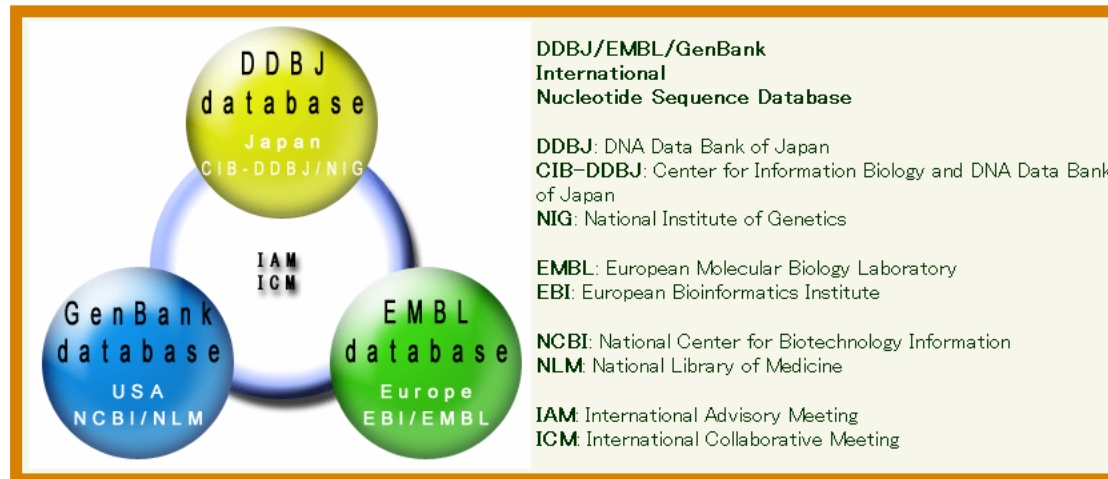 DDBJ
database
Japan
CIB-DDBJ/NIG
IAM
ICM
GenBank
database
USA
NCBI/NLM
EMBL
database
Europe
EBI/EMBL
DDBJ/EMBL/GenBank
International
Nucleotide Sequence Database
DDBJ: DNA Data Bank of Japan
CIB-DDBJ: Center for Information Biology and DNA Data Bank
of Japan
NIG: National Institute of Genetics
EMBL: European Molecular Biology Laboratory
EBI: European Bioinformatics Institute
NCBI: National Center for Biotechnology Information
NLM: National Library of Medicine
IAM: International Advisory Meeting
ICM: International Collaborative Meeting